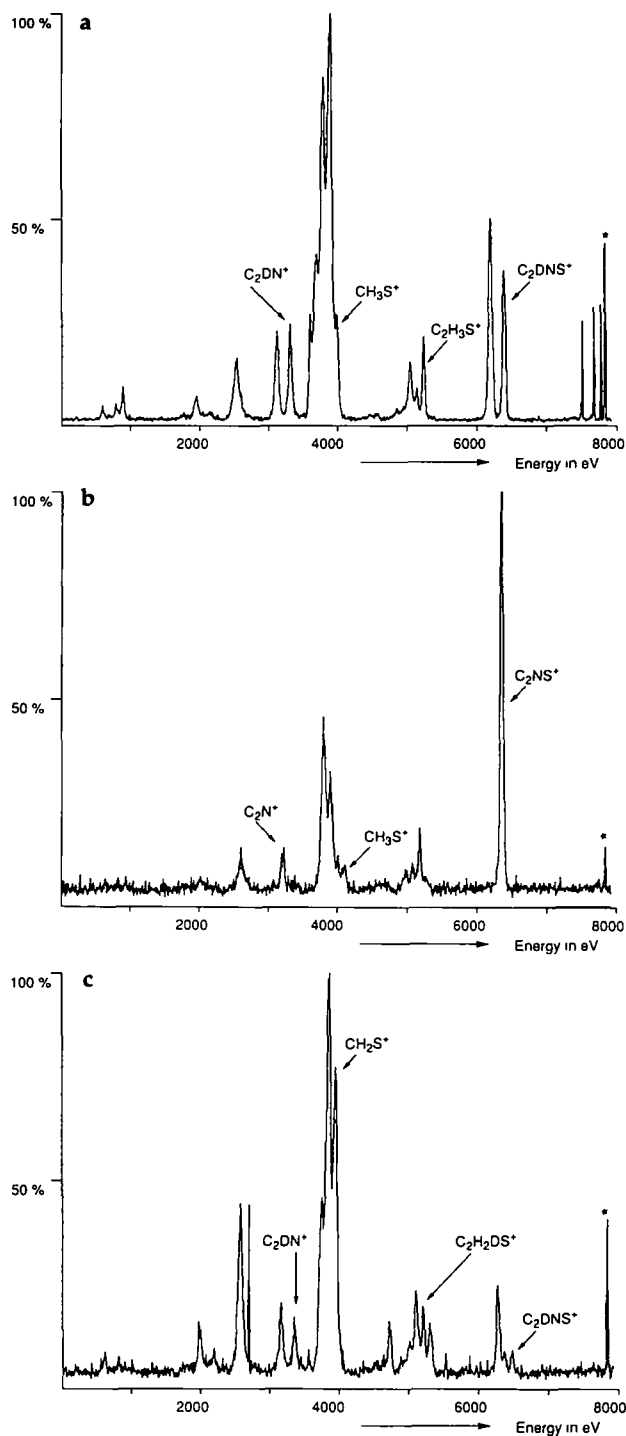 a
100 %
50 %
C₂DN⁺
CH₃S⁺
C₂H₃S⁺
C₂DNS⁺
*
2000 4000 6000 8000
Energy in eV
b
100 %
50 %
C₂N⁺
CH₃S⁺
C₂NS⁺
*
2000 4000 6000 8000
Energy in eV
c
100 %
50 %
C₂DN⁺
CH₂S⁺
C₂H₂DS⁺
C₂DNS⁺
*
2000 4000 6000 8000
Energy in eV